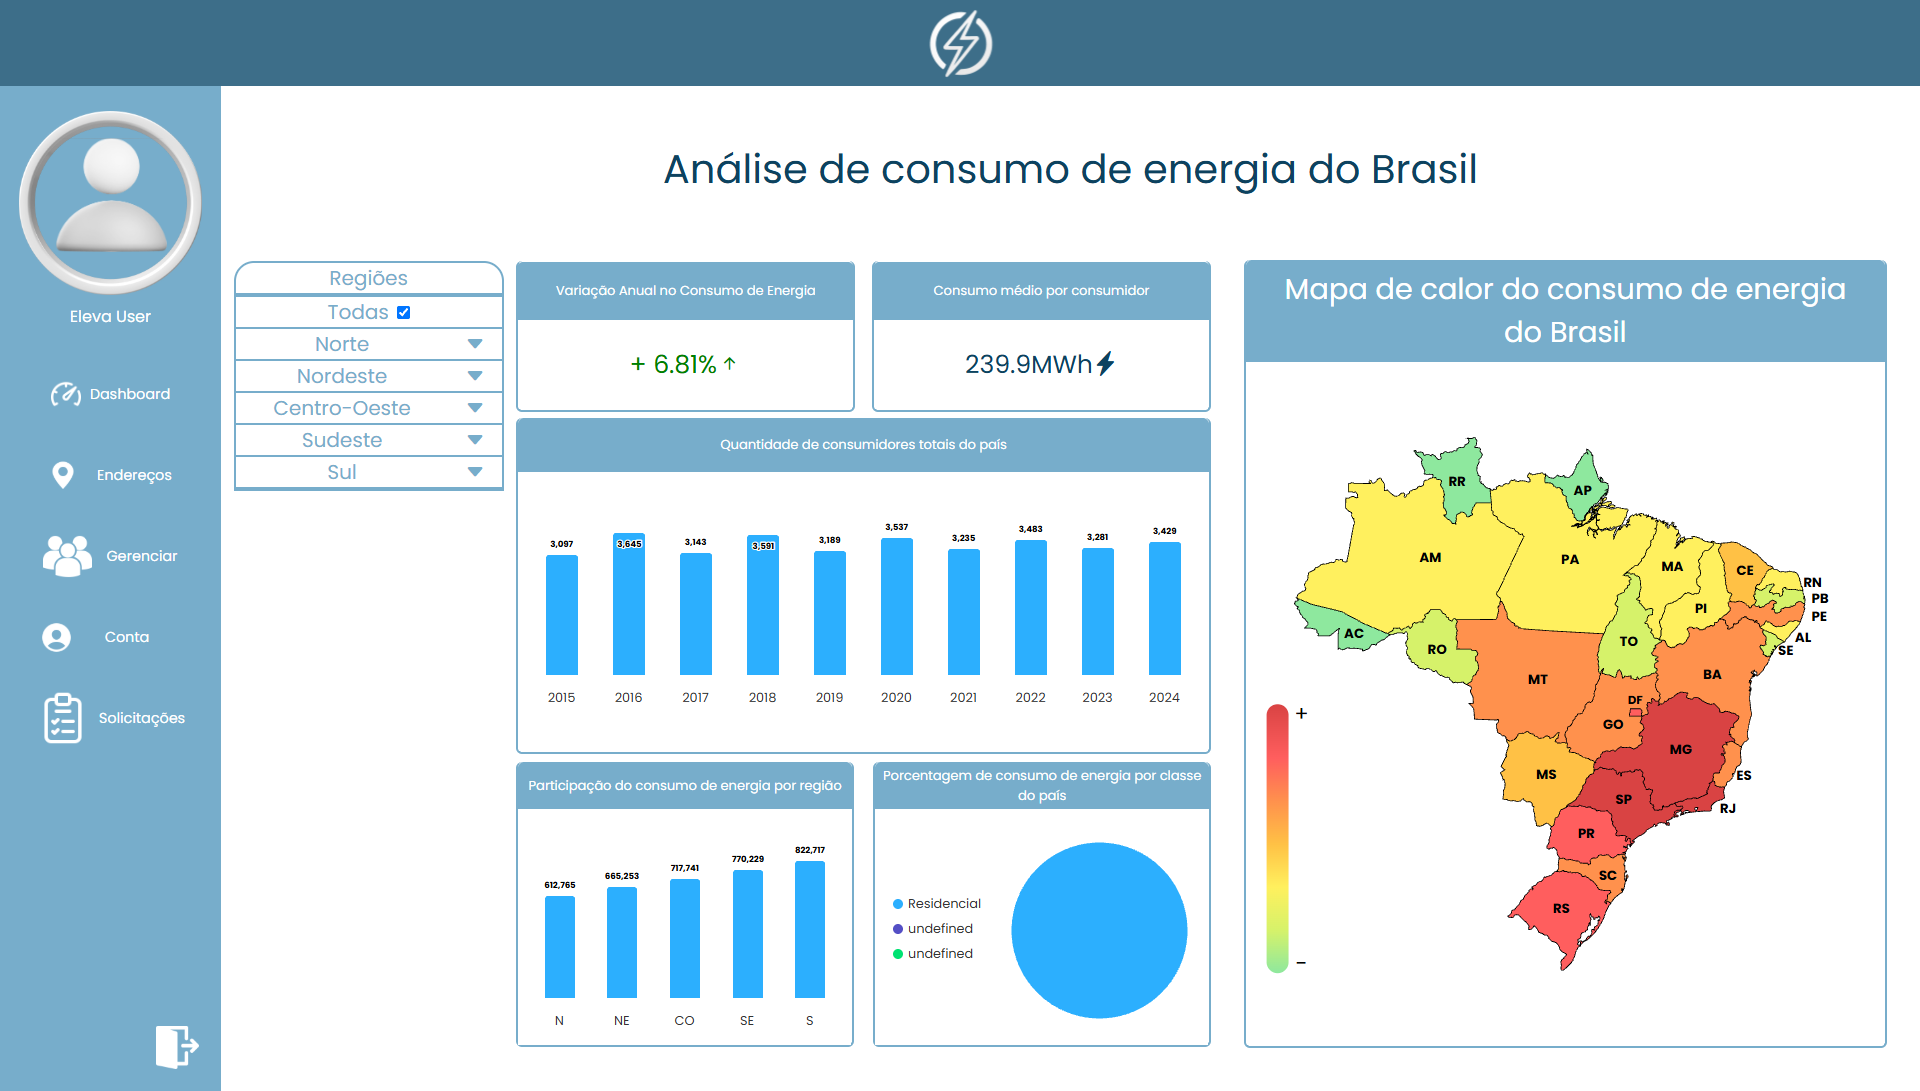 Análise de consumo de energia do Brasil
Eleva User
Dashboard
Endereços
Gerenciar
Conta
Solicitações
Regiões
Todas
Norte
Nordeste
Centro-Oeste
Sudeste
Sul
Variação Anual no Consumo de Energia
+ 6.81% ↑
Consumo médio por consumidor
239.9MWh
Quantidade de consumidores totais do país
3,097 3,645 3,143 3,591 3,189 3,537 3,235 3,483 3,281 3,429
2015 2016 2017 2018 2019 2020 2021 2022 2023 2024
Participação do consumo de energia por região
612,765 665,253 717,741 770,229 822,717
N NE CO SE S
Porcentagem de consumo de energia por classe
do país
Residencial
undefined
undefined
Mapa de calor do consumo de energia
do Brasil
RR
AP
AM
PA
MA
CE
RN
PB
PE
PI
AL
AC
RO
TO
SE
MT
BA
DF
GO
MG
MS
ES
SP
RJ
PR
SC
RS
+
−